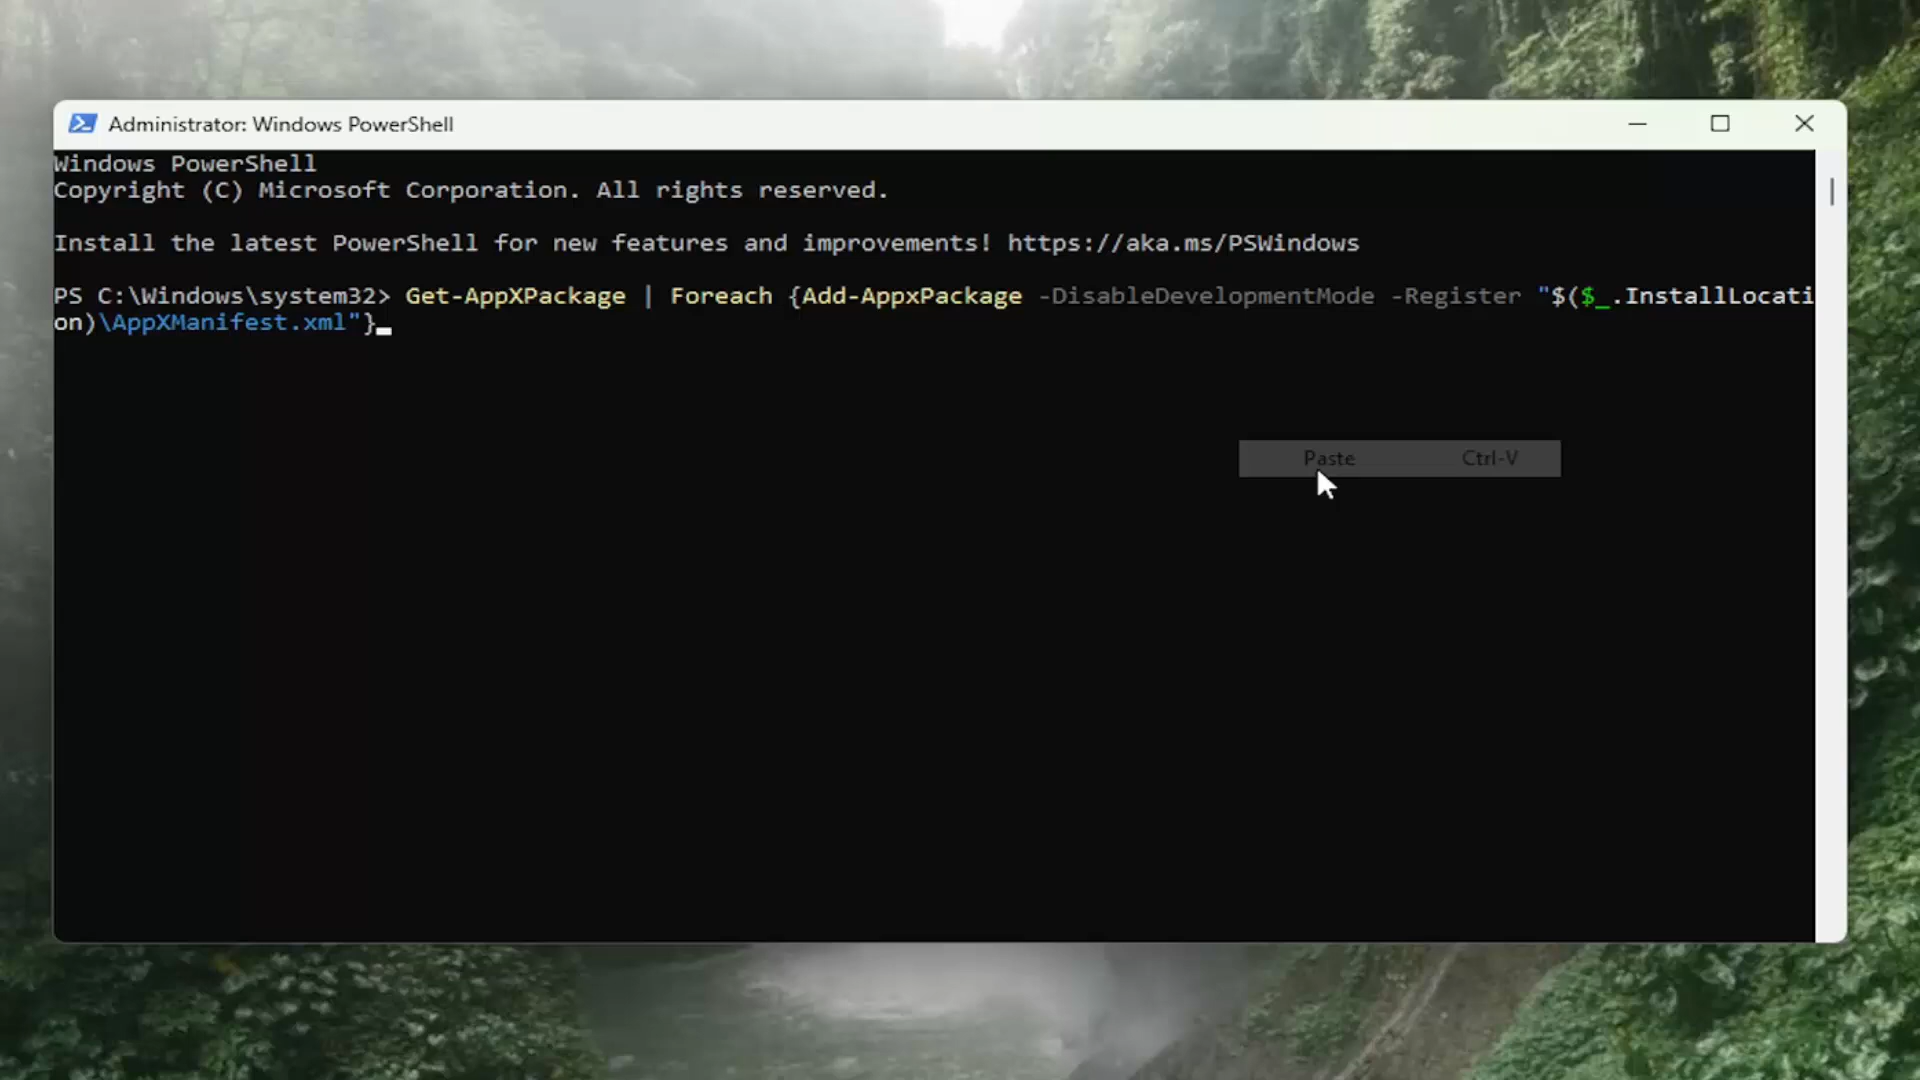 Administrator: Windows PowerShell
Windows PowerShell
Copyright (C) Microsoft Corporation. All rights reserved.
Install the latest PowerShell for new features and improvements! https://aka.ms/PSWindows
PS C:\Windows\system32> Get-AppXPackage | Foreach {Add-AppxPackage -DisableDevelopmentMode -Register "$($_.InstallLocati
on)\AppXManifest.xml"}
Paste Ctrl-V